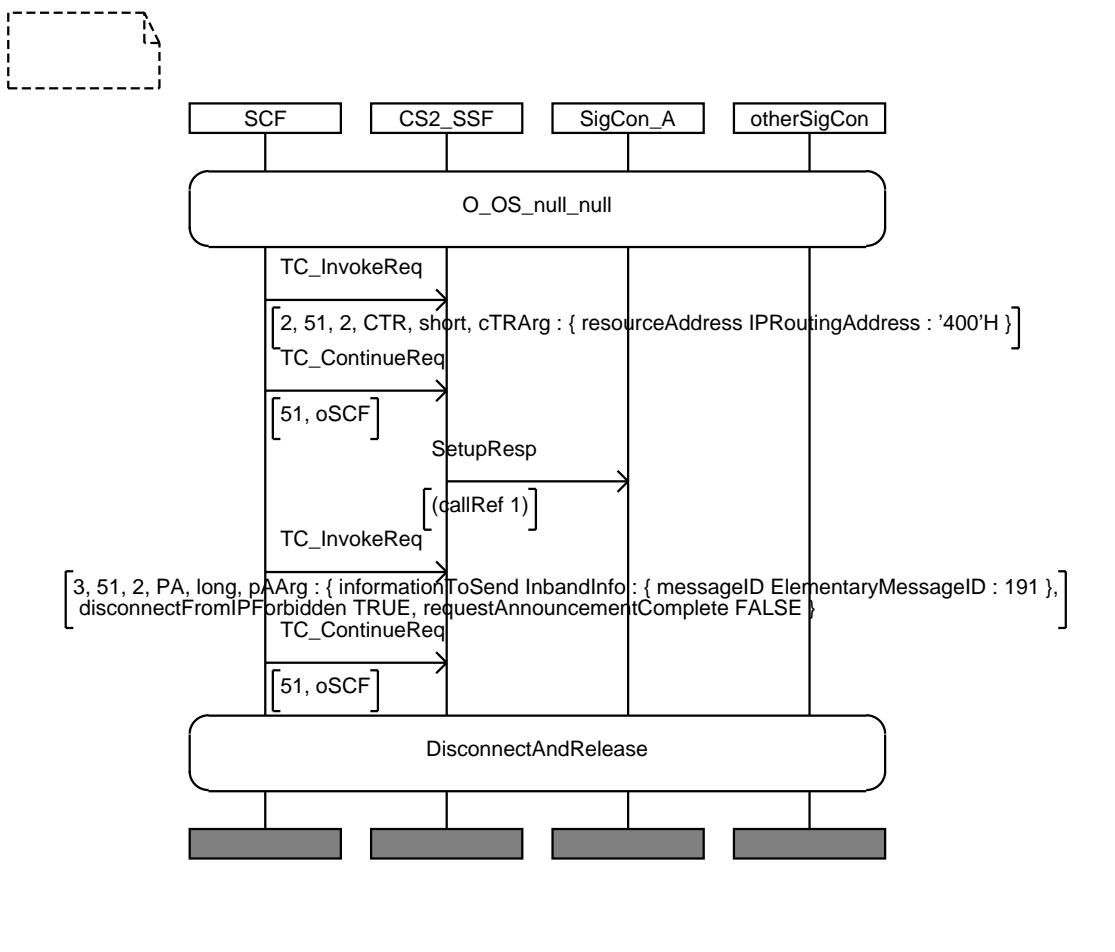 SCF CS2_SSF SigCon_A otherSigCon
O_OS_null_null
TC_InvokeReq
2, 51, 2, CTR, short, cTRArg : { resourceAddress IPRoutingAddress : ’400’H }
TC_ContinueReq
51, oSCF
SetupResp
(callRef 1)
TC_InvokeReq
3, 51, 2, PA, long, pAArg : { informationToSend InbandInfo : { messageID ElementaryMessageID : 191 },
disconnectFromIPForbidden TRUE, requestAnnouncementComplete FALSE }
TC_ContinueReq
51, oSCF
DisconnectAndRelease